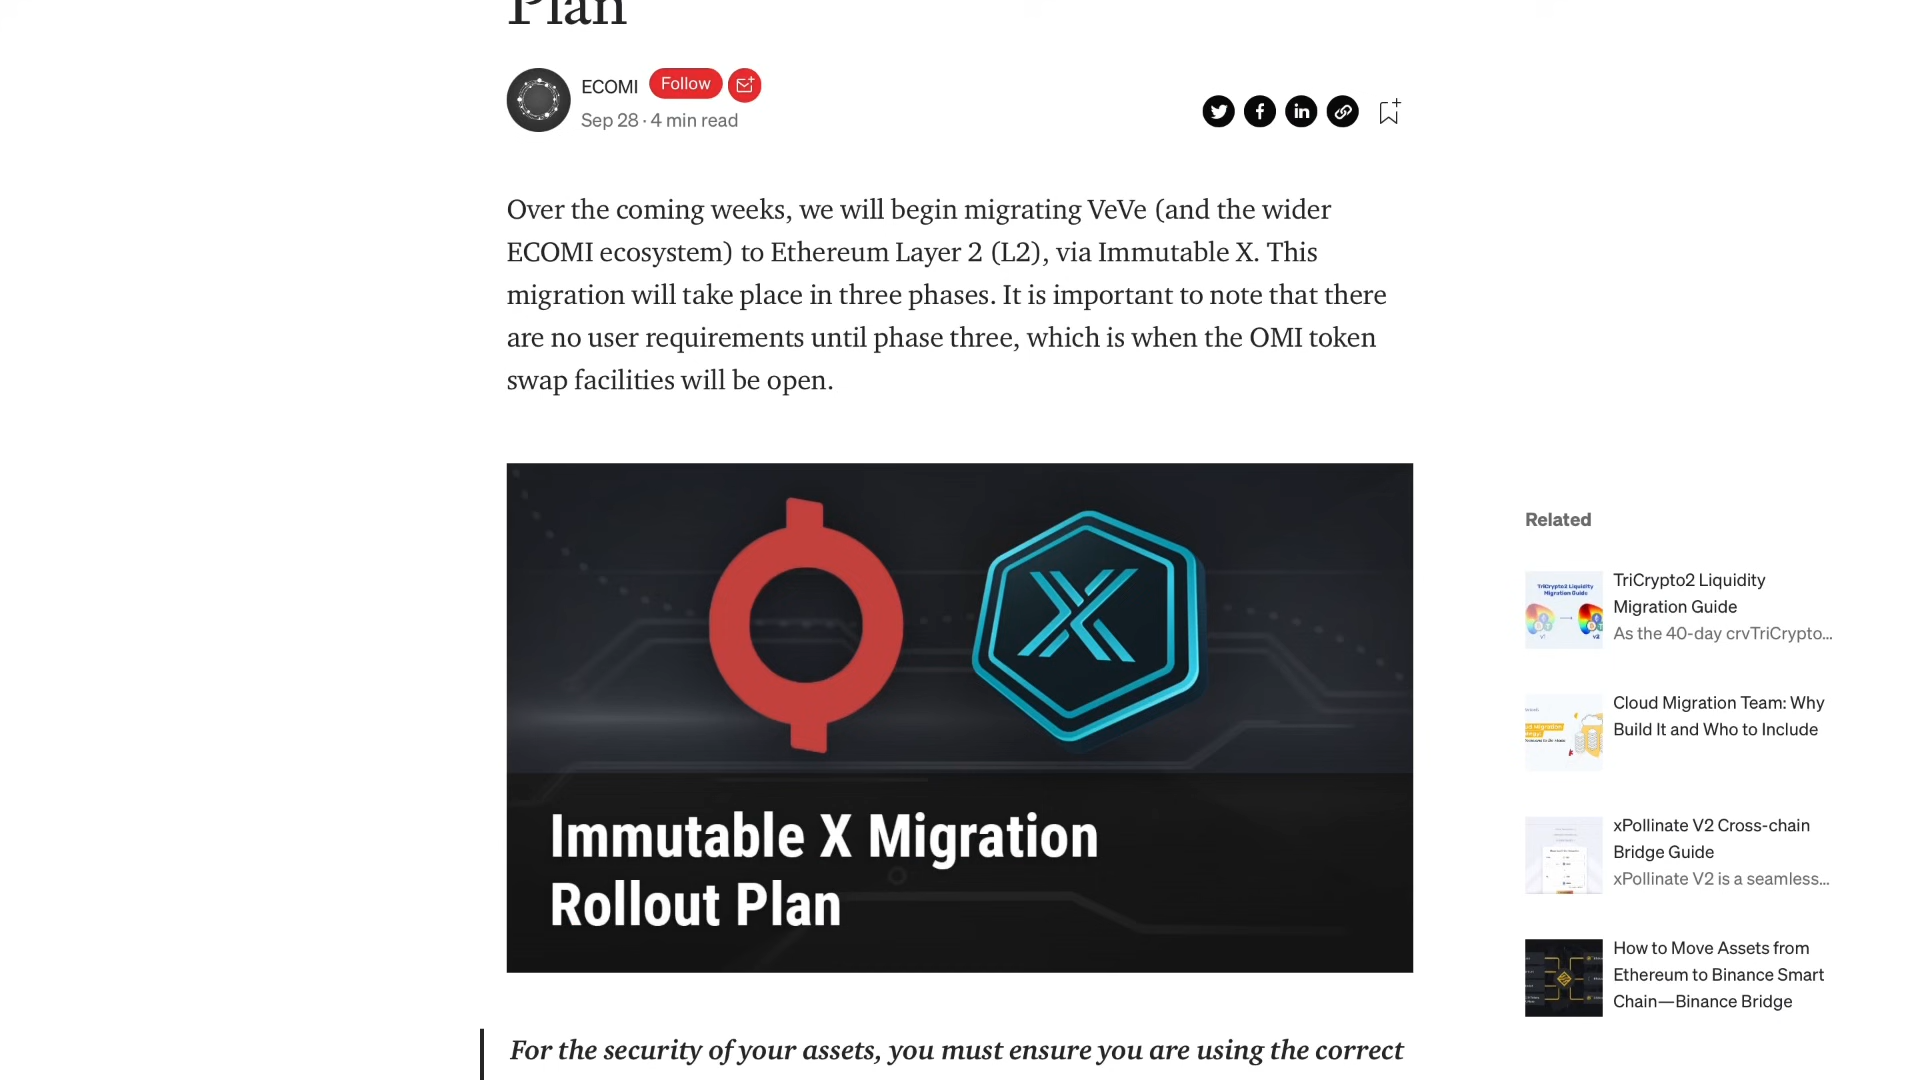 Plan
ECOMI Follow
Sep 28 · 4 min read
Over the coming weeks, we will begin migrating VeVe (and the wider
ECOMI ecosystem) to Ethereum Layer 2 (L2), via Immutable X. This
migration will take place in three phases. It is important to note that there
are no user requirements until phase three, which is when the OMI token
swap facilities will be open.
Immutable X Migration
Rollout Plan
For the security of your assets, you must ensure you are using the correct
Related
TriCrypto2 Liquidity
Migration Guide
TriCrypto2 Liquidity
Migration Guide
As the 40-day crvTriCrypto...
Cloud Migration Team: Why
Build It and Who to Include
xPollinate V2 Cross-chain
Bridge Guide
xPollinate V2 is a seamless...
How to Move Assets from
Ethereum to Binance Smart
Chain—Binance Bridge